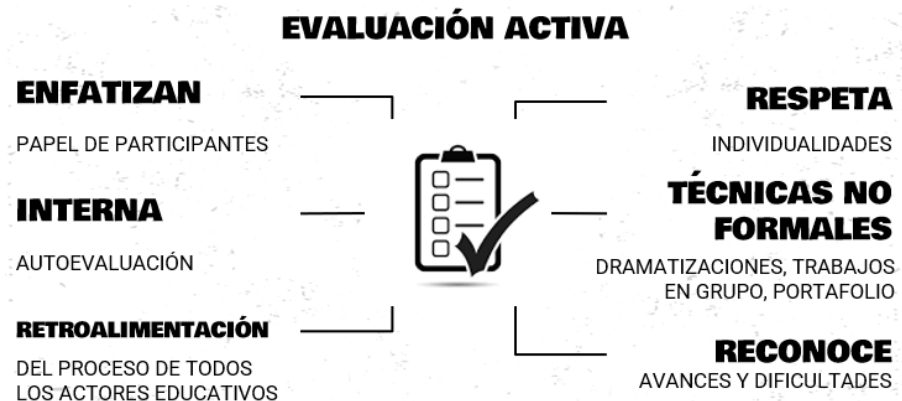 EVALUACIÓN ACTIVA
ENFATIZAN
PAPEL DE PARTICIPANTES
INTERNA
AUTOEVALUACIÓN
RETROALIMENTACIÓN
DEL PROCESO DE TODOS
LOS ACTORES EDUCATIVOS
RESPETA
INDIVIDUALIDADES
TÉCNICAS NO
FORMALES
DRAMATIZACIONES, TRABAJOS
EN GRUPO, PORTAFOLIO
RECONOCE
AVANCES Y DIFICULTADES